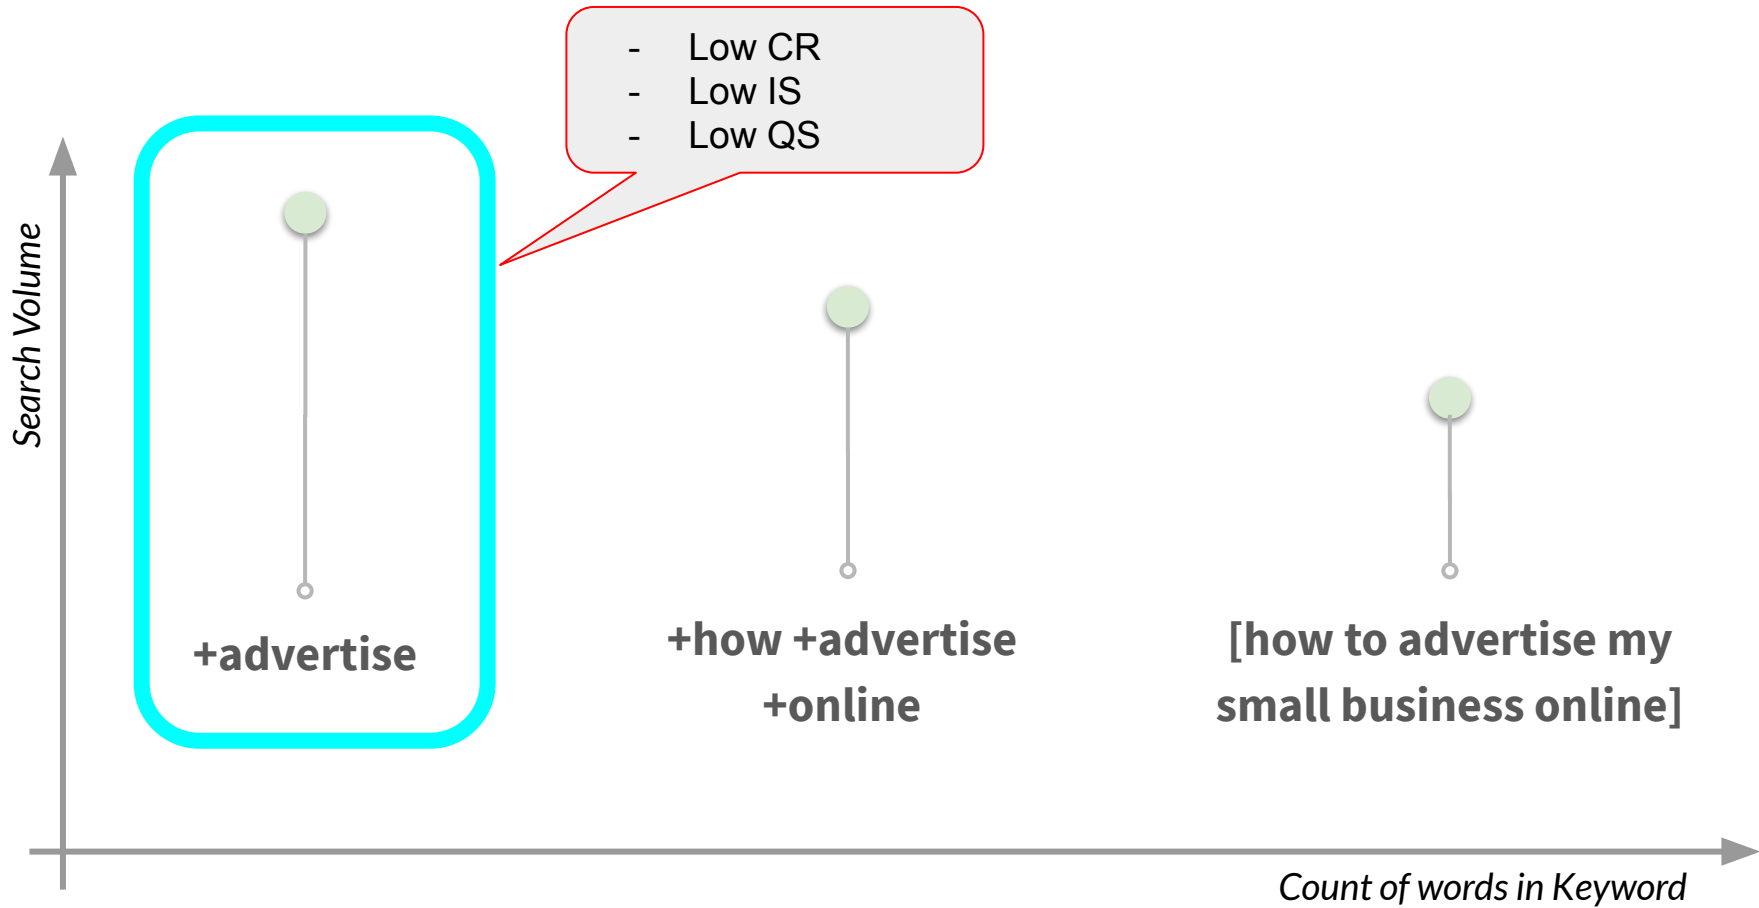 - Low CR
- Low IS
- Low QS
Search Volume
+advertise
+how +advertise
+online
[how to advertise my
small business online]
Count of words in Keyword